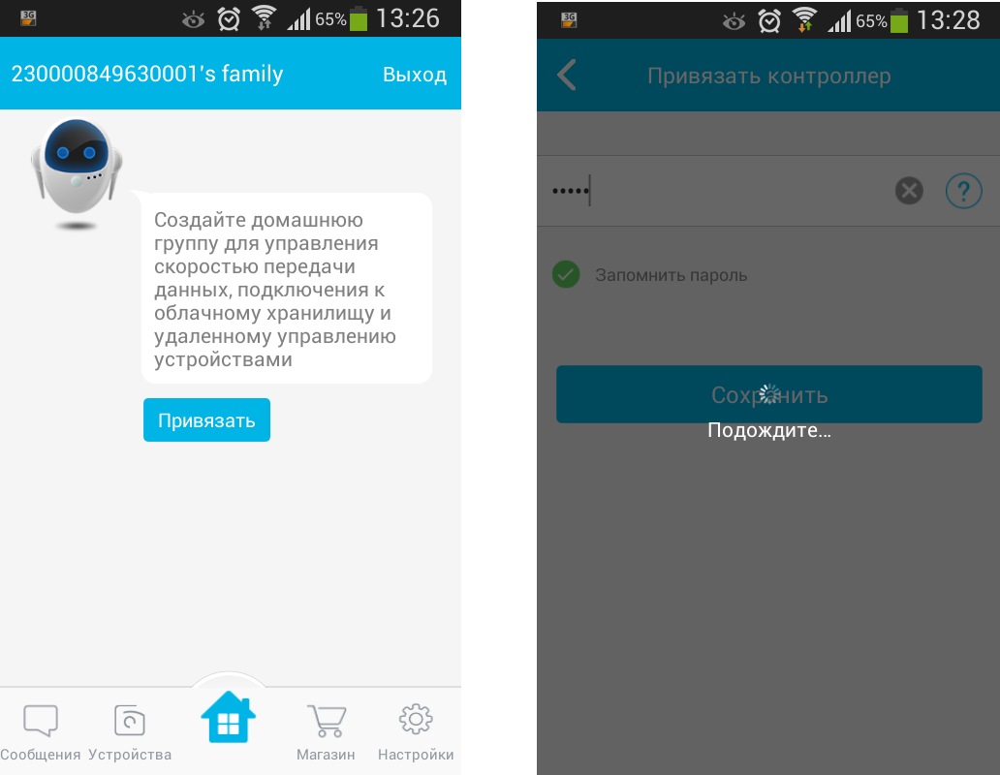 3G 65% 13:26
230000849630001's family Выход
Создайте домашнюю
группу для управления
скоростью передачи
данных, подключения к
облачному хранилищу и
удаленному управлению
устройствами
Привязать
Сообщения Устройства Магазин Настройки
3G 65% 13:28
Привязать контроллер
•••••
?
Запомнить пароль
Сохранить
Подождите...